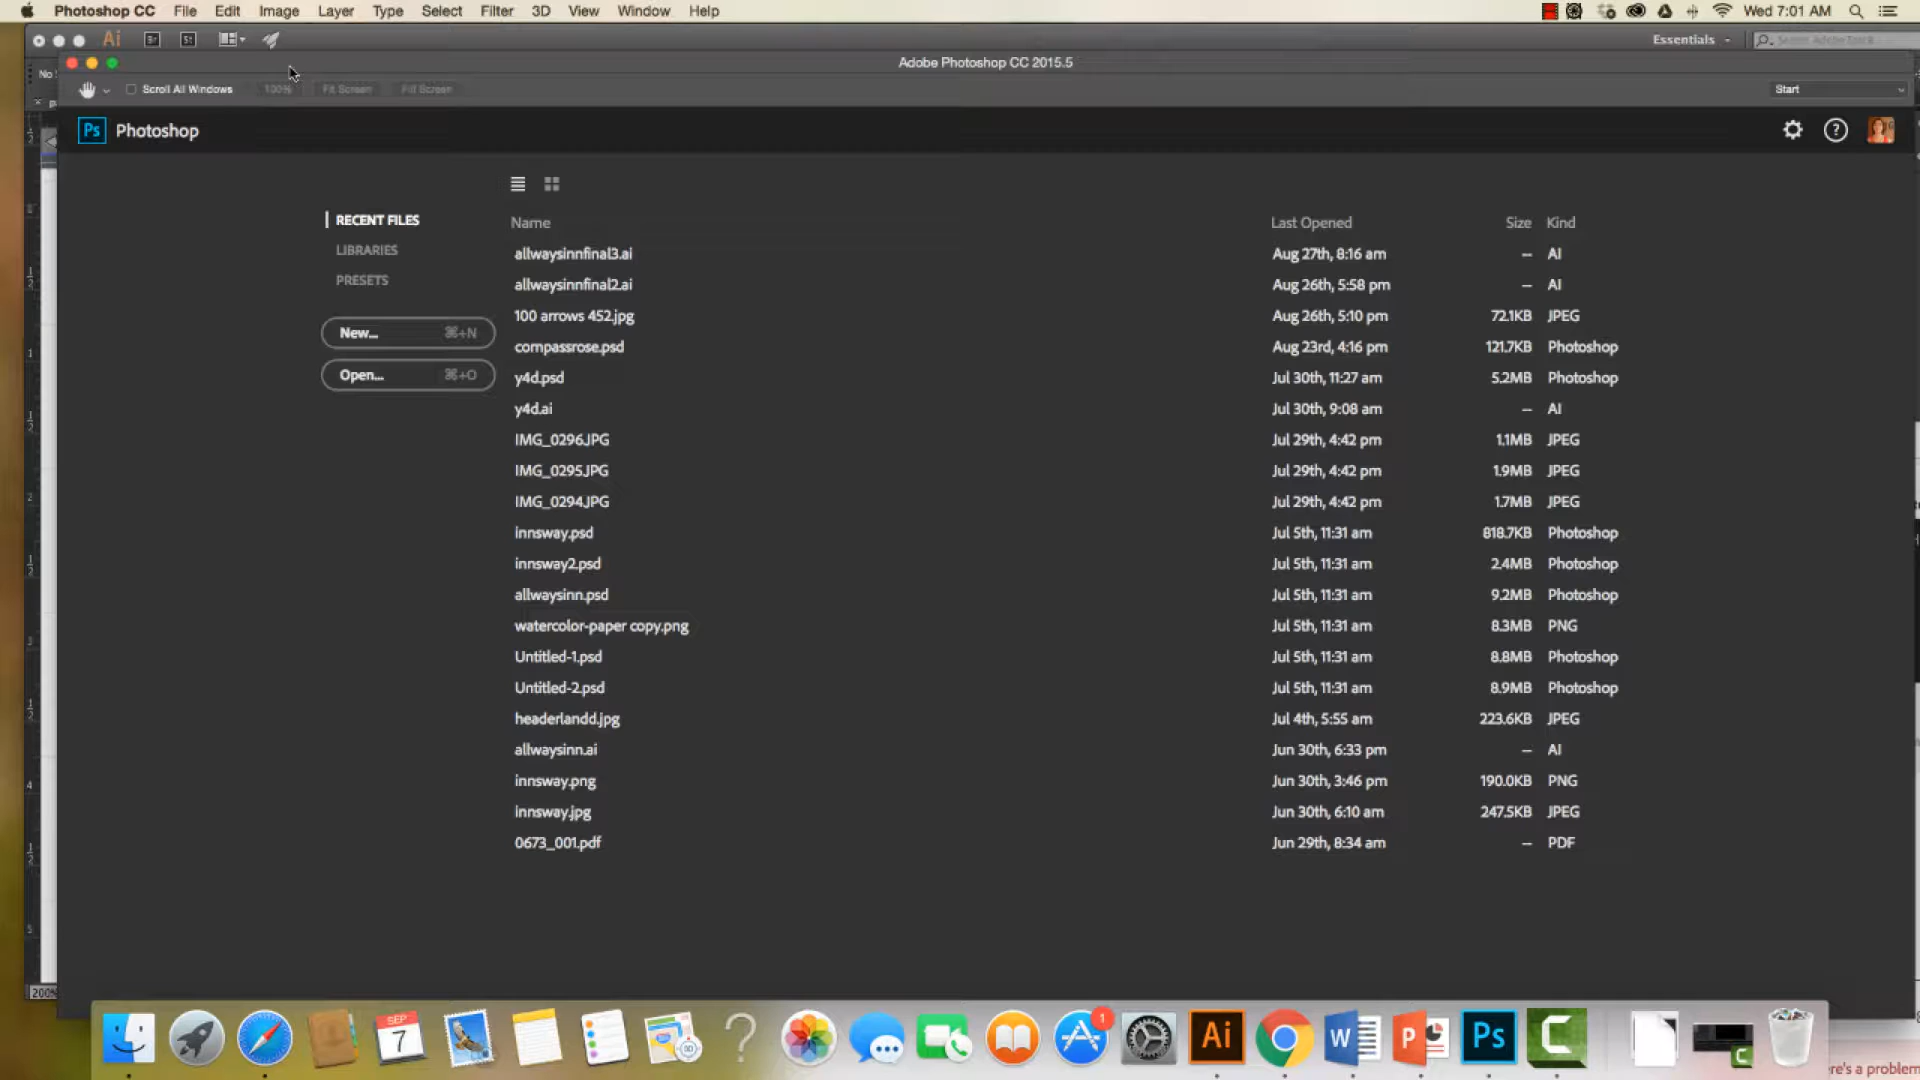 Photoshop CC File Edit Image Layer Type Select Filter 3D View Window Help Wed 7:01 AM
Ai Br St Essentials
No
Adobe Photoshop CC 2015.5
Scroll All Windows 100% Fit Screen Fill Screen Start
Ps Photoshop
RECENT FILES
LIBRARIES
PRESETS
New... ⌘+N
Open... ⌘+O
Name Last Opened Size Kind
allwaysinnfinal3.ai Aug 27th, 8:16 am -- AI
allwaysinnfinal2.ai Aug 26th, 5:58 pm -- AI
100 arrows 452.jpg Aug 26th, 5:10 pm 72.1KB JPEG
compassrose.psd Aug 23rd, 4:16 pm 121.7KB Photoshop
y4d.psd Jul 30th, 11:27 am 5.2MB Photoshop
y4d.ai Jul 30th, 9:08 am -- AI
IMG_0296.JPG Jul 29th, 4:42 pm 1.1MB JPEG
IMG_0295.JPG Jul 29th, 4:42 pm 1.9MB JPEG
IMG_0294.JPG Jul 29th, 4:42 pm 1.7MB JPEG
innsway.psd Jul 5th, 11:31 am 818.7KB Photoshop
innsway2.psd Jul 5th, 11:31 am 2.4MB Photoshop
allwaysinn.psd Jul 5th, 11:31 am 9.2MB Photoshop
watercolor-paper copy.png Jul 5th, 11:31 am 8.3MB PNG
Untitled-1.psd Jul 5th, 11:31 am 8.8MB Photoshop
Untitled-2.psd Jul 5th, 11:31 am 8.9MB Photoshop
headerlandd.jpg Jul 4th, 5:55 am 223.6KB JPEG
allwaysinn.ai Jun 30th, 6:33 pm -- AI
innsway.png Jun 30th, 3:46 pm 190.0KB PNG
innsway.jpg Jun 30th, 6:10 am 247.5KB JPEG
0673_001.pdf Jun 29th, 8:34 am -- PDF
200%
SEP
7
1
Ai W P Ps C
re's a problem